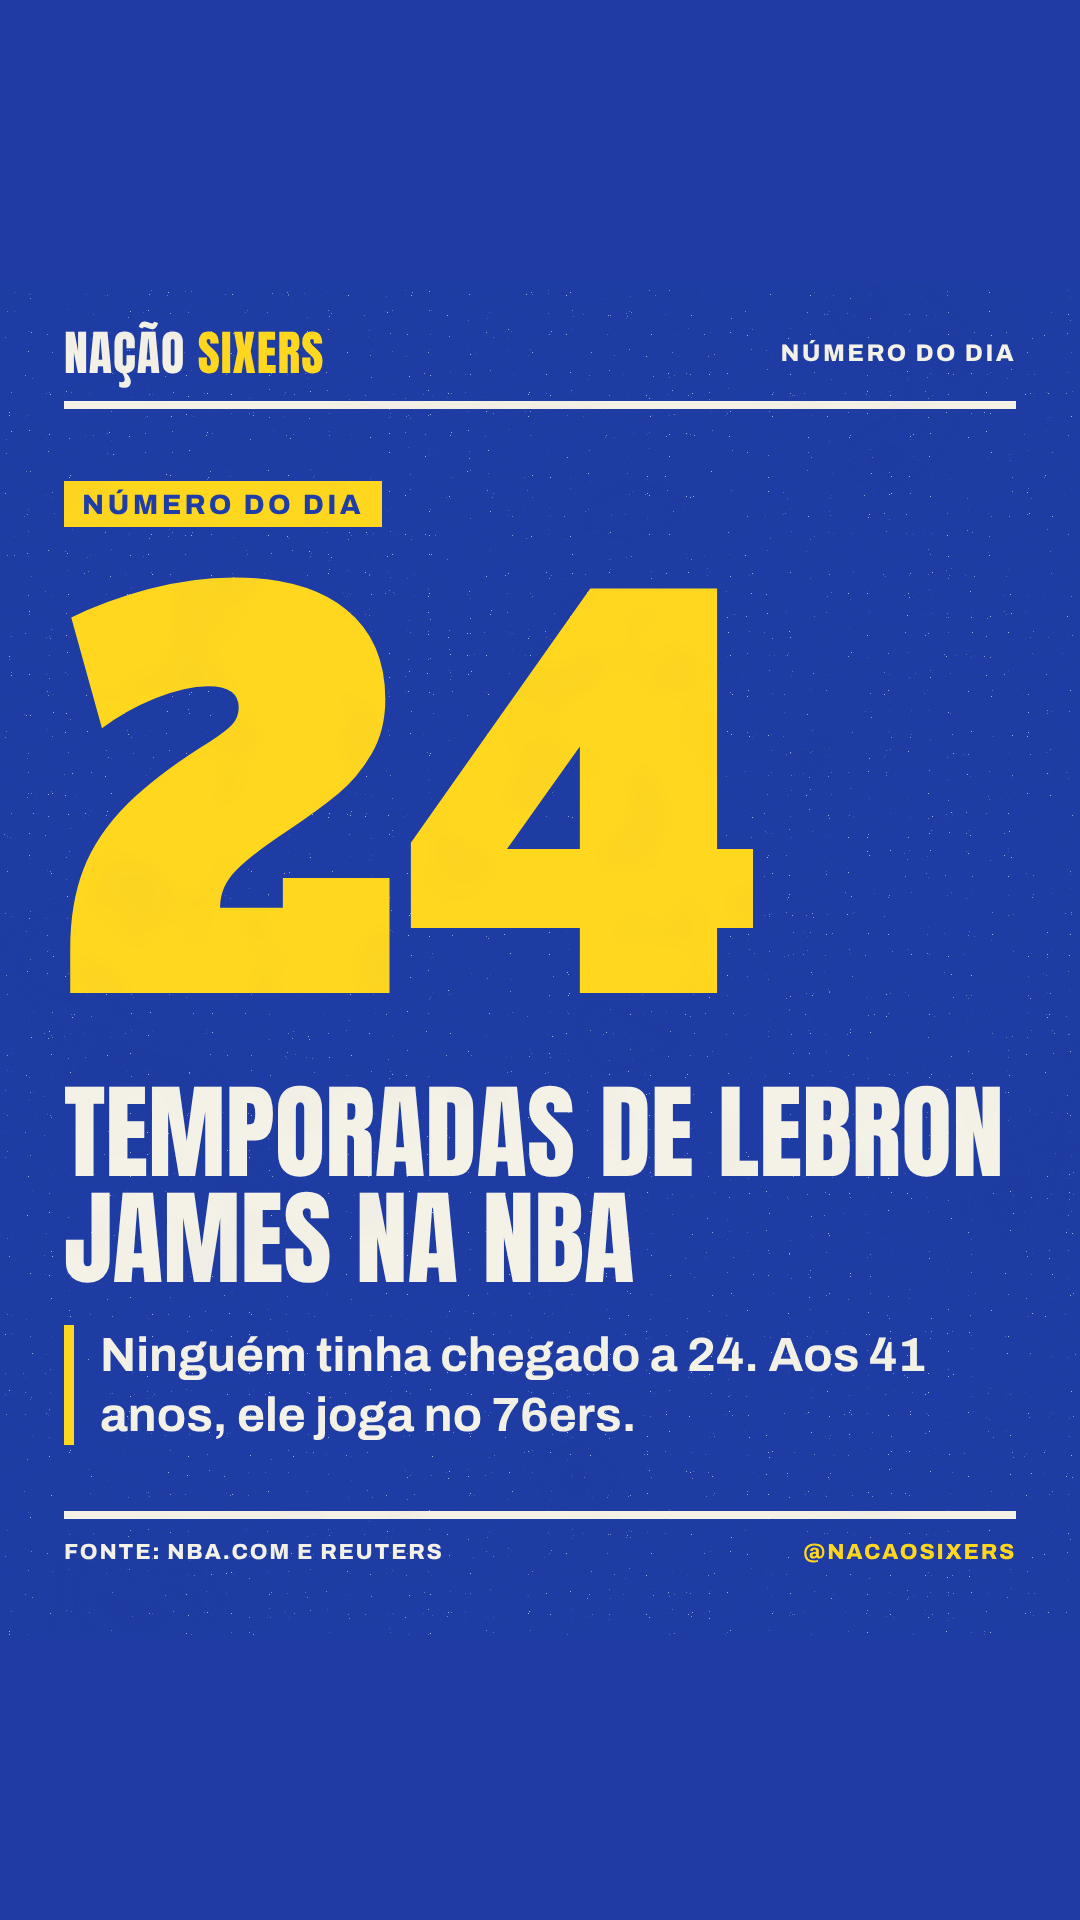 NAÇÃO SIXERS
NÚMERO DO DIA
NÚMERO DO DIA
24
TEMPORADAS DE LEBRON
JAMES NA NBA
Ninguém tinha chegado a 24. Aos 41
anos, ele joga no 76ers.
FONTE: NBA.COM E REUTERS
@NACAOSIXERS